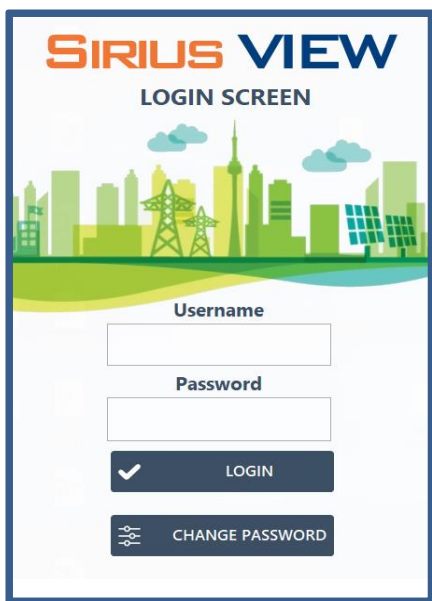 SIRIUS VIEW
LOGIN SCREEN
Username
Password
LOGIN
CHANGE PASSWORD